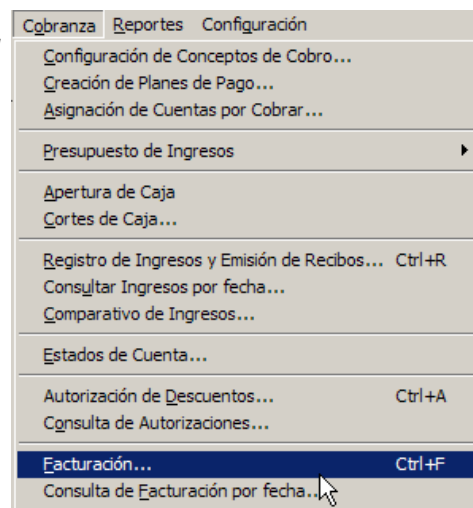 Cobranza Reportes Configuración
Configuración de Conceptos de Cobro...
Creación de Planes de Pago...
Asignación de Cuentas por Cobrar...
Presupuesto de Ingresos
Apertura de Caja
Cortes de Caja...
Registro de Ingresos y Emisión de Recibos... Ctrl+R
Consultar Ingresos por fecha...
Comparativo de Ingresos...
Estados de Cuenta...
Autorización de Descuentos... Ctrl+A
Consulta de Autorizaciones...
Facturación... Ctrl+F
Consulta de Facturación por fecha...